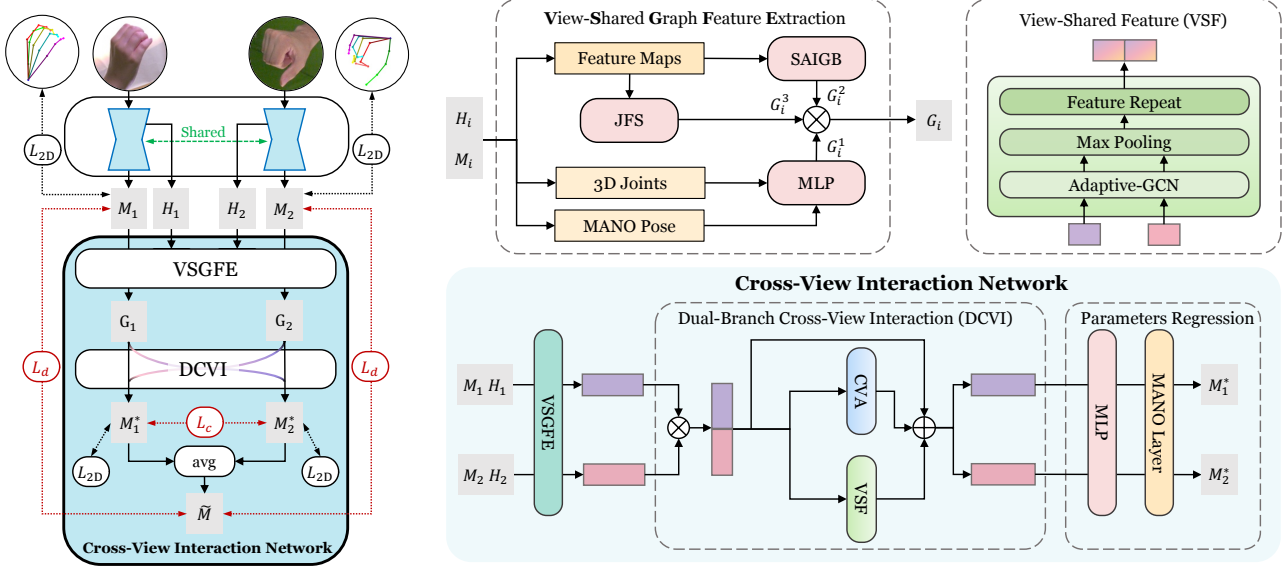 Shared
L2D
L2D
M1
H1
H2
M2
VSGFE
G1
G2
Ld
DCVI
Ld
M1*
Lc
M2*
L2D
avg
L2D
M̃
Cross-View Interaction Network
View-Shared Graph Feature Extraction
Feature Maps
SAIGB
Hi
Mi
JFS
Gi3
Gi2
Gi1
Gi
3D Joints
MLP
MANO Pose
View-Shared Feature (VSF)
Feature Repeat
Max Pooling
Adaptive-GCN
Cross-View Interaction Network
Dual-Branch Cross-View Interaction (DCVI)
Parameters Regression
M1 H1
M2 H2
VSGFE
CVA
VSF
MLP
MANO Layer
M1*
M2*